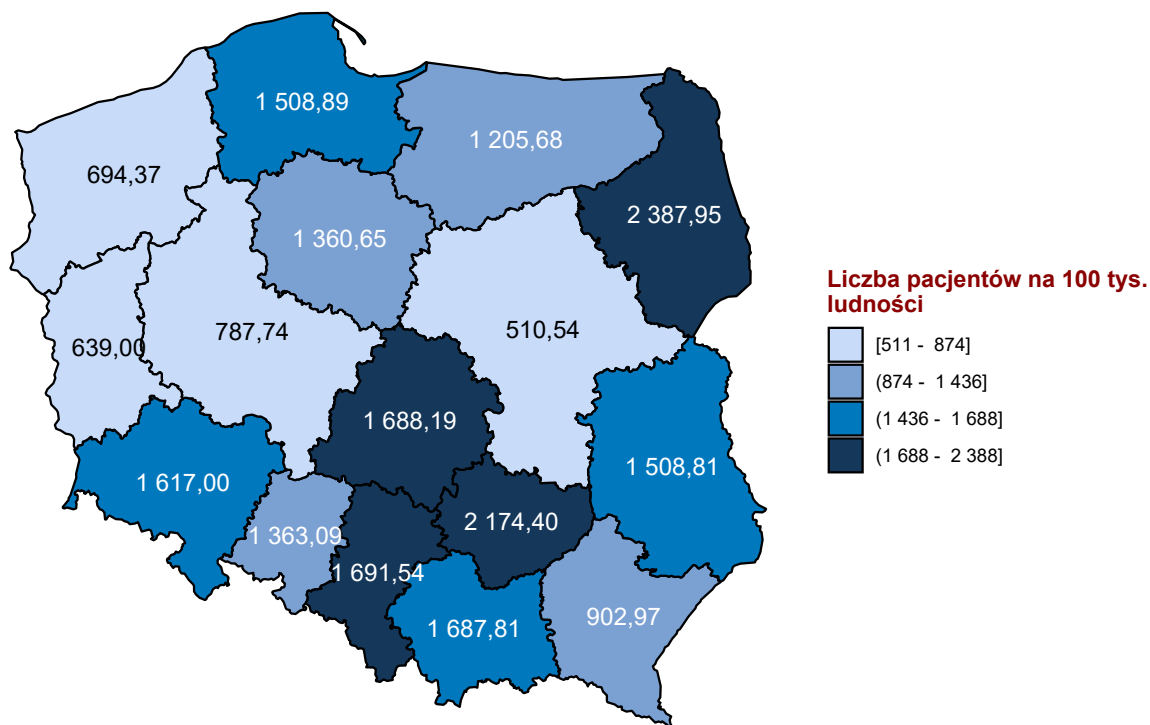 1 508,89
1 205,68
694,37
2 387,95
1 360,65
787,74
510,54
639,00
1 688,19
1 508,81
1 617,00
2 174,40
1 363,09
1 691,54
1 687,81
902,97
Liczba pacjentów na 100 tys.
ludności
[511 - 874]
(874 - 1 436]
(1 436 - 1 688]
(1 688 - 2 388]